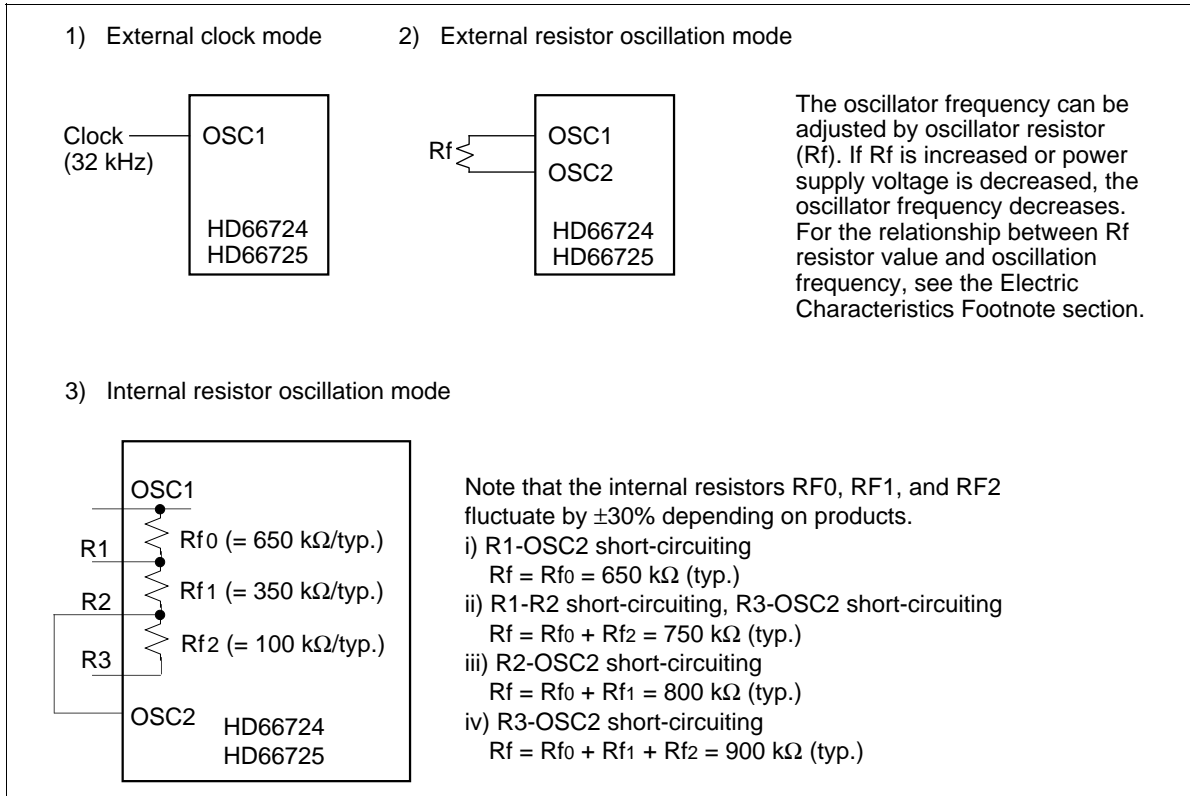 1) External clock mode
2) External resistor oscillation mode
Clock
(32 kHz)
OSC1
HD66724
HD66725
Rf
OSC1
OSC2
HD66724
HD66725
The oscillator frequency can be
adjusted by oscillator resistor
(Rf). If Rf is increased or power
supply voltage is decreased, the
oscillator frequency decreases.
For the relationship between Rf
resistor value and oscillation
frequency, see the Electric
Characteristics Footnote section.
3) Internal resistor oscillation mode
OSC1
Rf0 (= 650 kΩ/typ.)
R1
Rf1 (= 350 kΩ/typ.)
R2
Rf2 (= 100 kΩ/typ.)
R3
OSC2
HD66724
HD66725
Note that the internal resistors RF0, RF1, and RF2
fluctuate by ±30% depending on products.
i) R1-OSC2 short-circuiting
Rf = Rf0 = 650 kΩ (typ.)
ii) R1-R2 short-circuiting, R3-OSC2 short-circuiting
Rf = Rf0 + Rf2 = 750 kΩ (typ.)
iii) R2-OSC2 short-circuiting
Rf = Rf0 + Rf1 = 800 kΩ (typ.)
iv) R3-OSC2 short-circuiting
Rf = Rf0 + Rf1 + Rf2 = 900 kΩ (typ.)